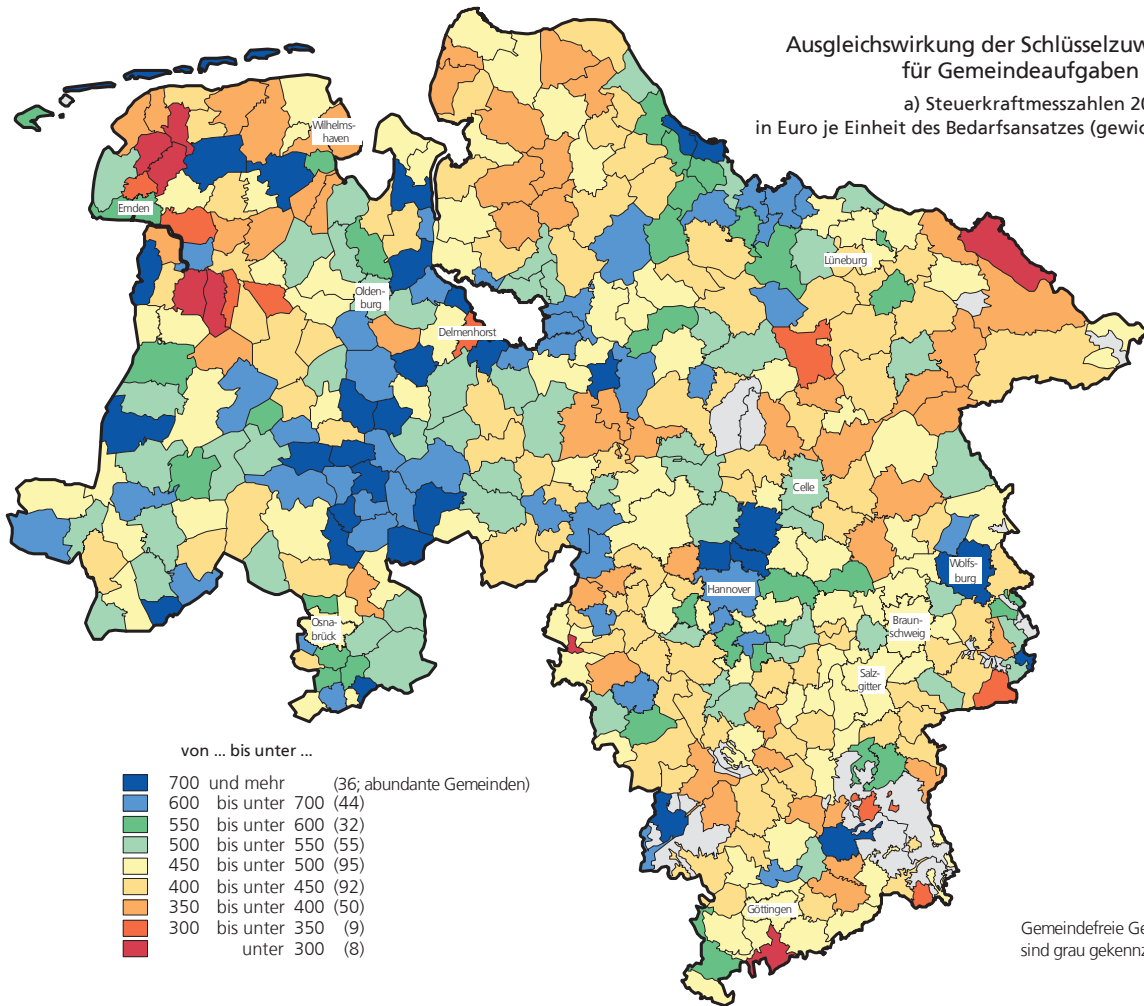 Ausgleichswirkung der Schlüsselzuw
für Gemeindeaufgaben
a) Steuerkraftmesszahlen 20
in Euro je Einheit des Bedarfsansatzes (gewic
Wilhelms-
haven
Emden
Olden-
burg
Delmenhorst
Lüneburg
Celle
Hannover
Wolfs-
burg
Braun-
schweig
Salz-
gitter
Osna-
brück
Göttingen
von ... bis unter ...
700 und mehr (36; abundante Gemeinden)
600 bis unter 700 (44)
550 bis unter 600 (32)
500 bis unter 550 (55)
450 bis unter 500 (95)
400 bis unter 450 (92)
350 bis unter 400 (50)
300 bis unter 350 (9)
unter 300 (8)
Gemeindefreie Ge
sind grau gekennz